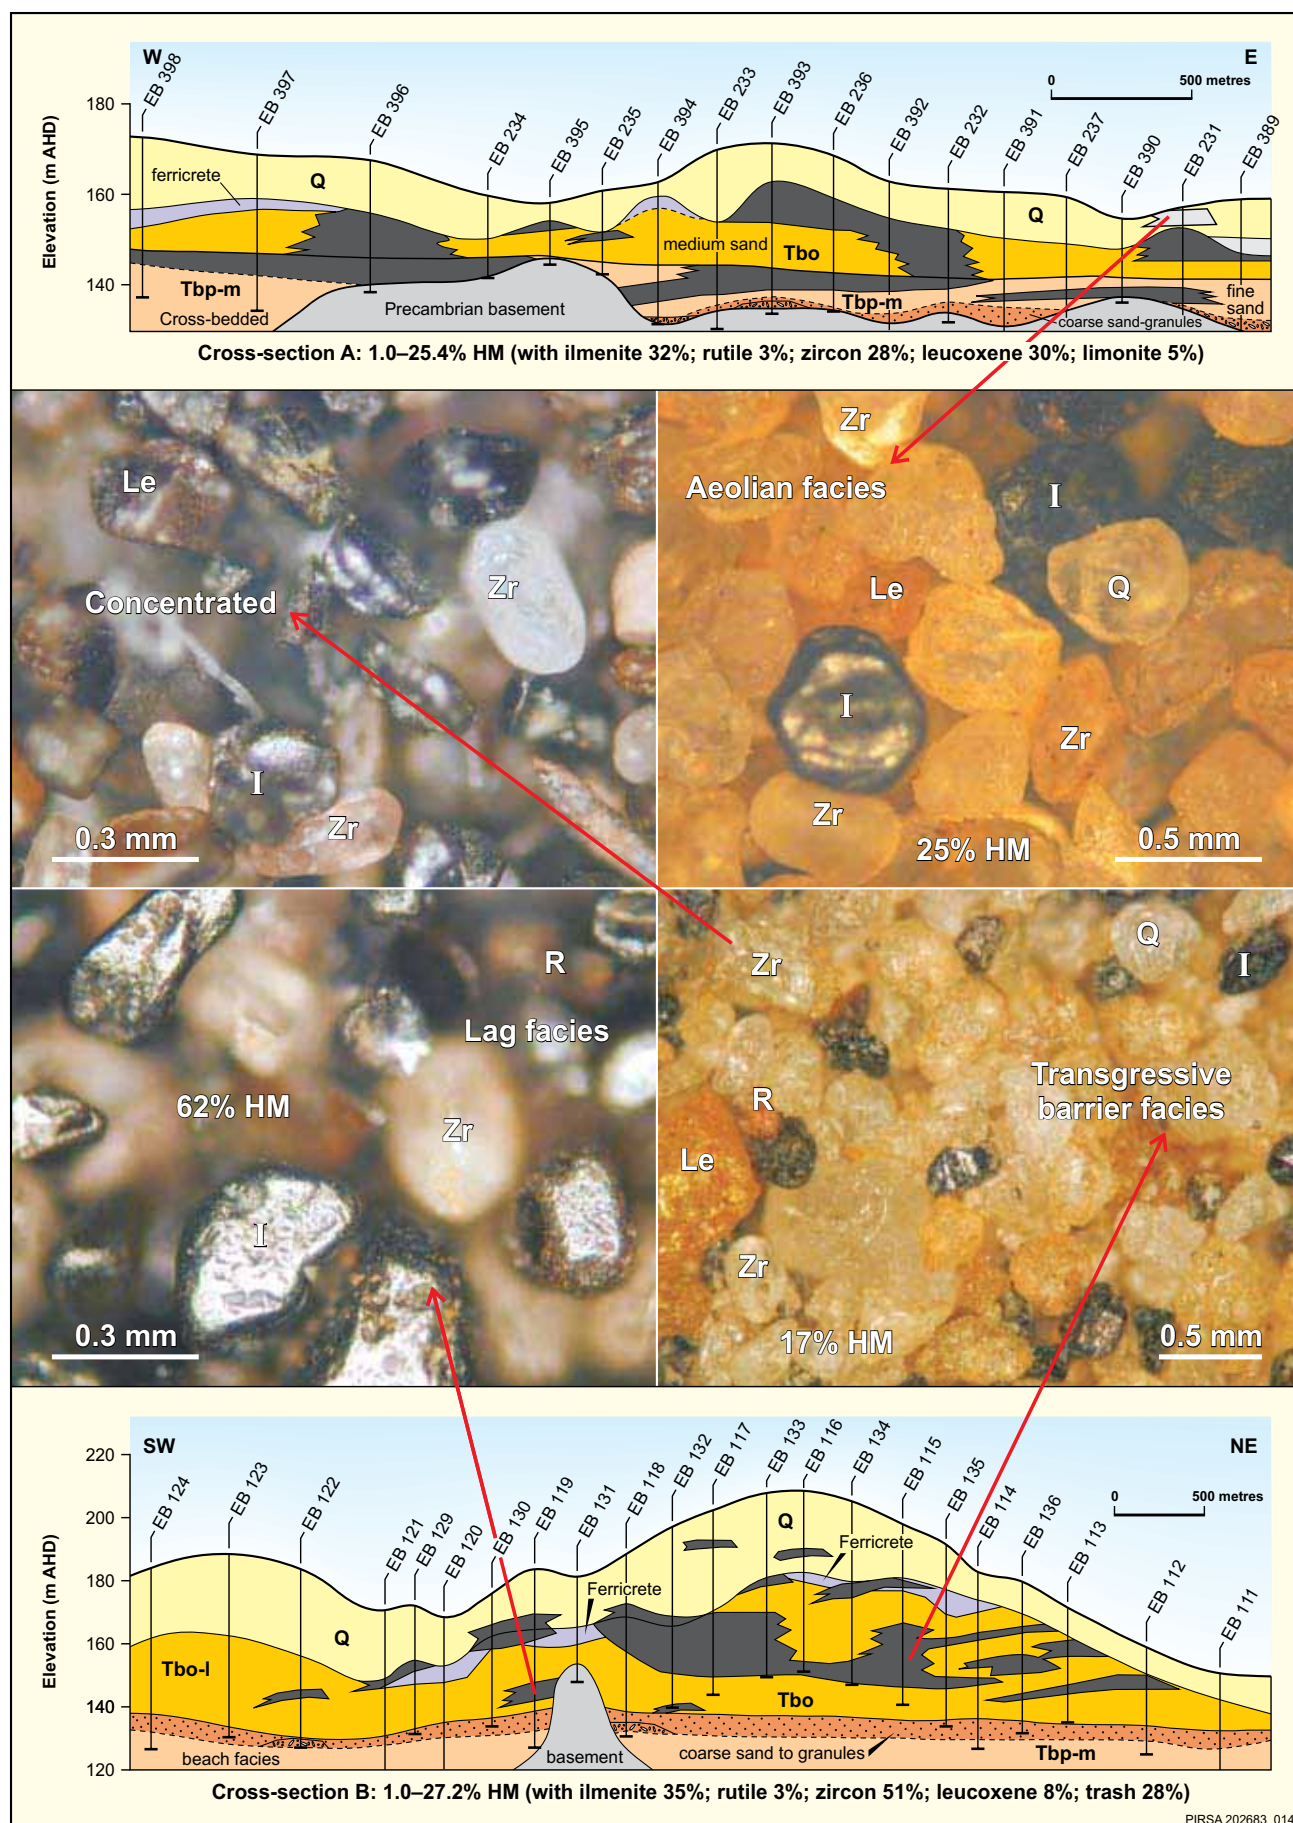 W
E
EB 398
EB 397
EB 396
EB 234
EB 395
EB 235
EB 394
EB 233
EB 393
EB 236
EB 392
EB 232
EB 391
EB 237
EB 390
EB 231
EB 389
0 500 metres
Elevation (m AHD)
180
160
140
ferricrete
Q
Q
medium sand
Tbo
Tbp-m
Cross-bedded
Precambrian basement
Tbp-m
fine
sand
coarse sand-granules
Cross-section A: 1.0–25.4% HM (with ilmenite 32%; rutile 3%; zircon 28%; leucoxene 30%; limonite 5%)
Le
Zr
Concentrated
I
Zr
0.3 mm
Zr
Aeolian facies
I
Le
Q
I
Zr
Zr
25% HM
0.5 mm
R
Lag facies
62% HM
Zr
I
0.3 mm
Q
Zr
I
Transgressive
barrier facies
R
Le
Zr
17% HM
0.5 mm
SW
NE
EB 124
EB 123
EB 122
EB 121
EB 129
EB 120
EB 130
EB 119
EB 131
EB 118
EB 132
EB 117
EB 133
EB 116
EB 134
EB 115
EB 135
EB 114
EB 136
EB 113
EB 112
EB 111
0 500 metres
Elevation (m AHD)
220
200
180
160
140
120
Q
Ferricrete
Ferricrete
Q
Tbo-l
Tbo
beach facies
basement
coarse sand to granules
Tbp-m
Cross-section B: 1.0–27.2% HM (with ilmenite 35%; rutile 3%; zircon 51%; leucoxene 8%; trash 28%)
PIRSA 202683_014